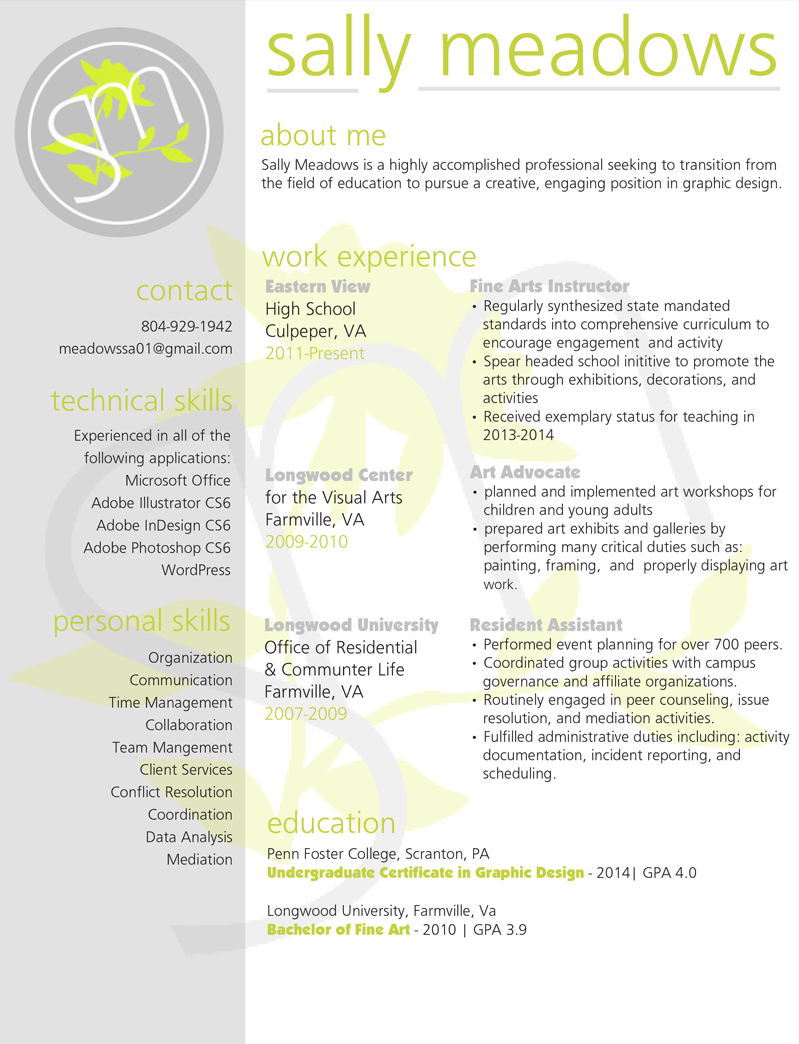 sm
sally meadows
about me
Sally Meadows is a highly accomplished professional seeking to transition from
the field of education to pursue a creative, engaging position in graphic design.
contact
804-929-1942
meadowssa01@gmail.com
technical skills
Experienced in all of the
following applications:
Microsoft Office
Adobe Illustrator CS6
Adobe InDesign CS6
Adobe Photoshop CS6
WordPress
personal skills
Organization
Communication
Time Management
Collaboration
Team Mangement
Client Services
Conflict Resolution
Coordination
Data Analysis
Mediation
work experience
Eastern View
High School
Culpeper, VA
2011-Present
Fine Arts Instructor
• Regularly synthesized state mandated
standards into comprehensive curriculum to
encourage engagement and activity
• Spear headed school inititive to promote the
arts through exhibitions, decorations, and
activities
• Received exemplary status for teaching in
2013-2014
Longwood Center
for the Visual Arts
Farmville, VA
2009-2010
Art Advocate
• planned and implemented art workshops for
children and young adults
• prepared art exhibits and galleries by
performing many critical duties such as:
painting, framing, and properly displaying art
work.
Longwood University
Office of Residential
& Communter Life
Farmville, VA
2007-2009
Resident Assistant
• Performed event planning for over 700 peers.
• Coordinated group activities with campus
governance and affiliate organizations.
• Routinely engaged in peer counseling, issue
resolution, and mediation activities.
• Fulfilled administrative duties including: activity
documentation, incident reporting, and
scheduling.
education
Penn Foster College, Scranton, PA
Undergraduate Certificate in Graphic Design - 2014| GPA 4.0
Longwood University, Farmville, Va
Bachelor of Fine Art - 2010 | GPA 3.9